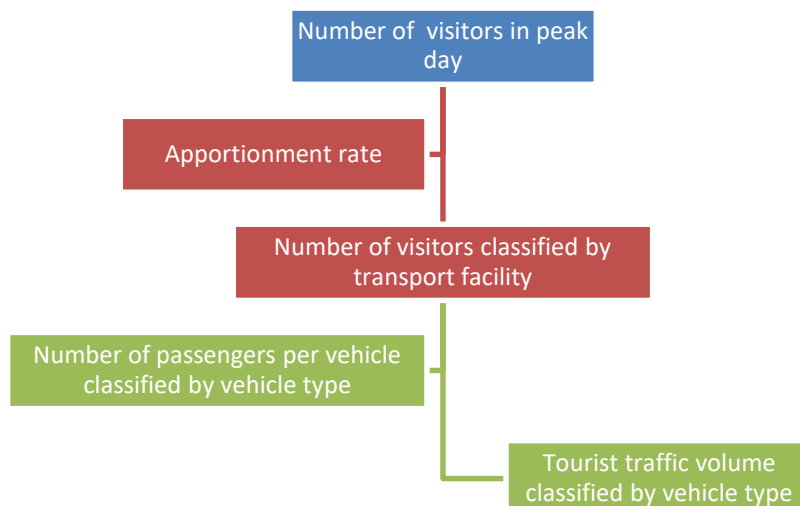 Number of visitors in peak
day
Apportionment rate
Number of visitors classified by
transport facility
Number of passengers per vehicle
classified by vehicle type
Tourist traffic volume
classified by vehicle type